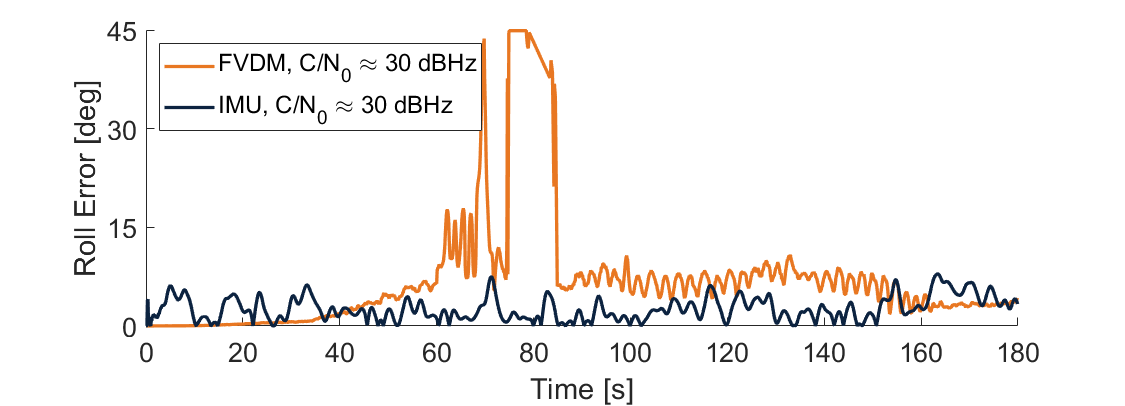 45
30
15
0
Roll Error [deg]
FVDM, C/N₀ ≈ 30 dBHz
IMU, C/N₀ ≈ 30 dBHz
0 20 40 60 80 100 120 140 160 180
Time [s]